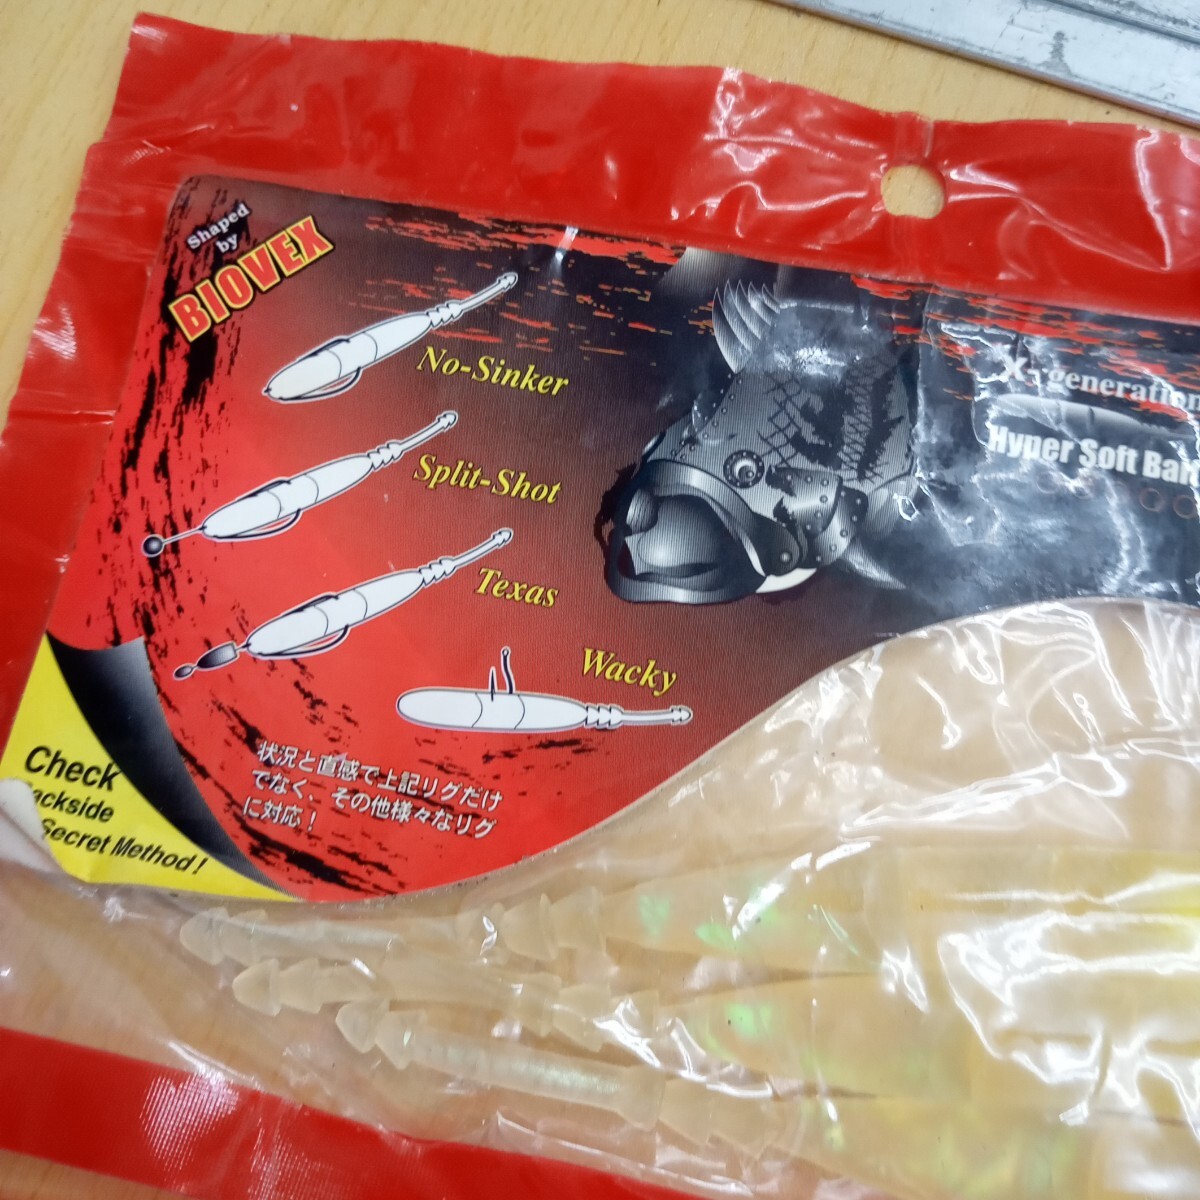 Shaped
by
BIOVEX
No-Sinker
Split-Shot
Texas
Wacky
X-generation
Hyper Soft Bait
状況と直感で上記リグだけ
でなく、その他様々なリグ
に対応！
Check
ackside
Secret Method!